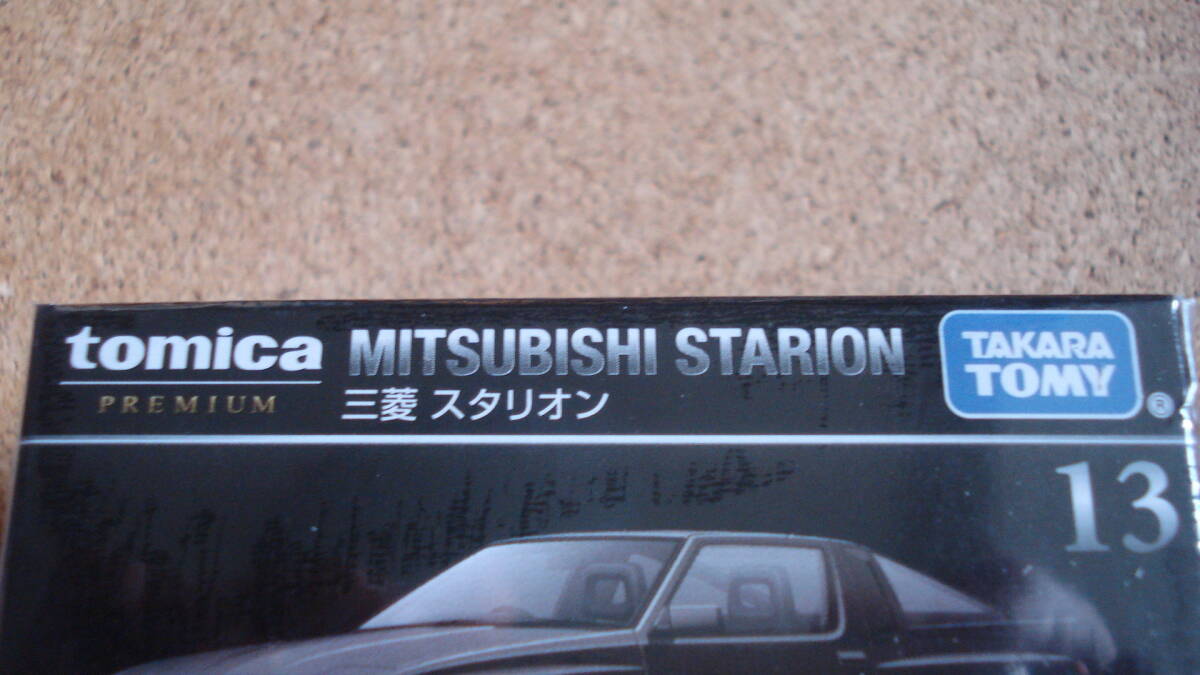 tomica
PREMIUM
MITSUBISHI STARION
三菱 スタリオン
TAKARA
TOMY
®
13